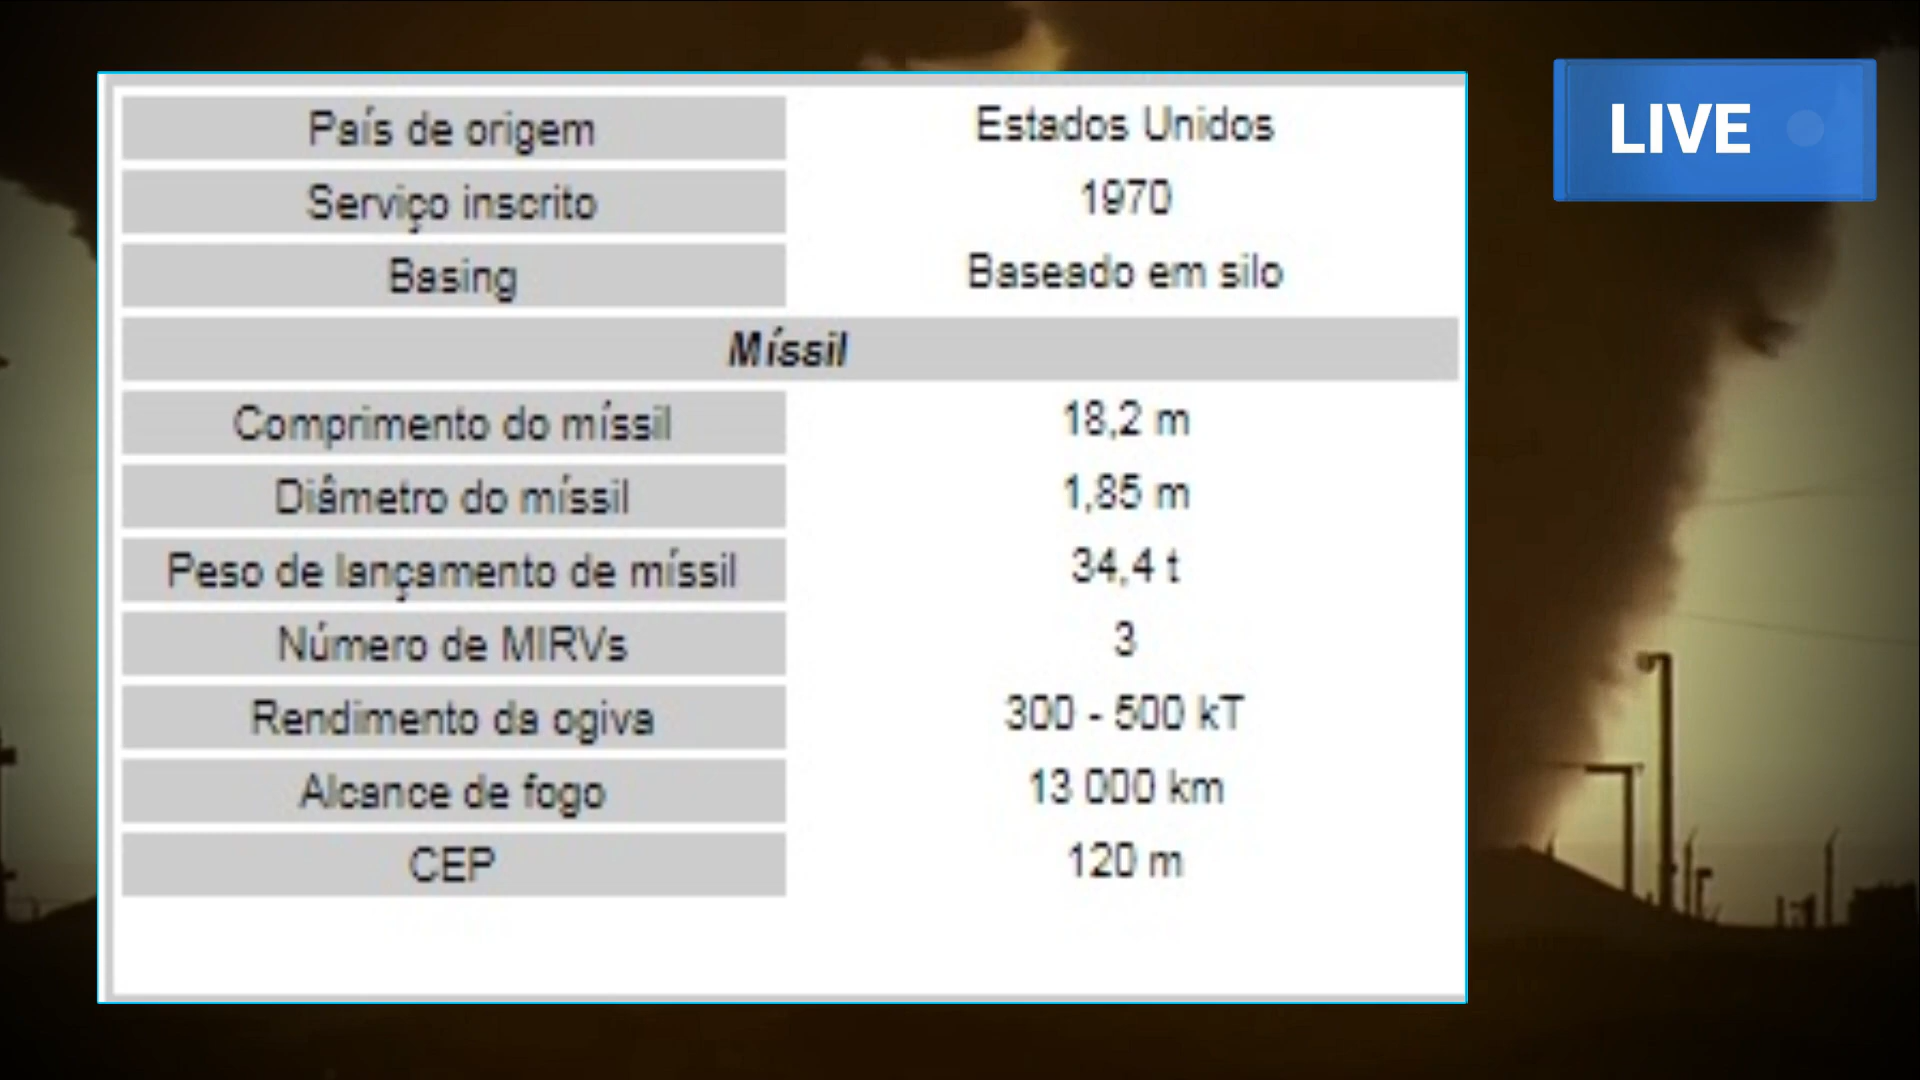 País de origem Estados Unidos
Serviço inscrito 1970
Basing Baseado em silo
Míssil
Comprimento do míssil 18,2 m
Diâmetro do míssil 1,85 m
Peso de lançamento de míssil 34,4 t
Número de MIRVs 3
Rendimento da ogiva 300 - 500 kT
Alcance de fogo 13 000 km
CEP 120 m
LIVE